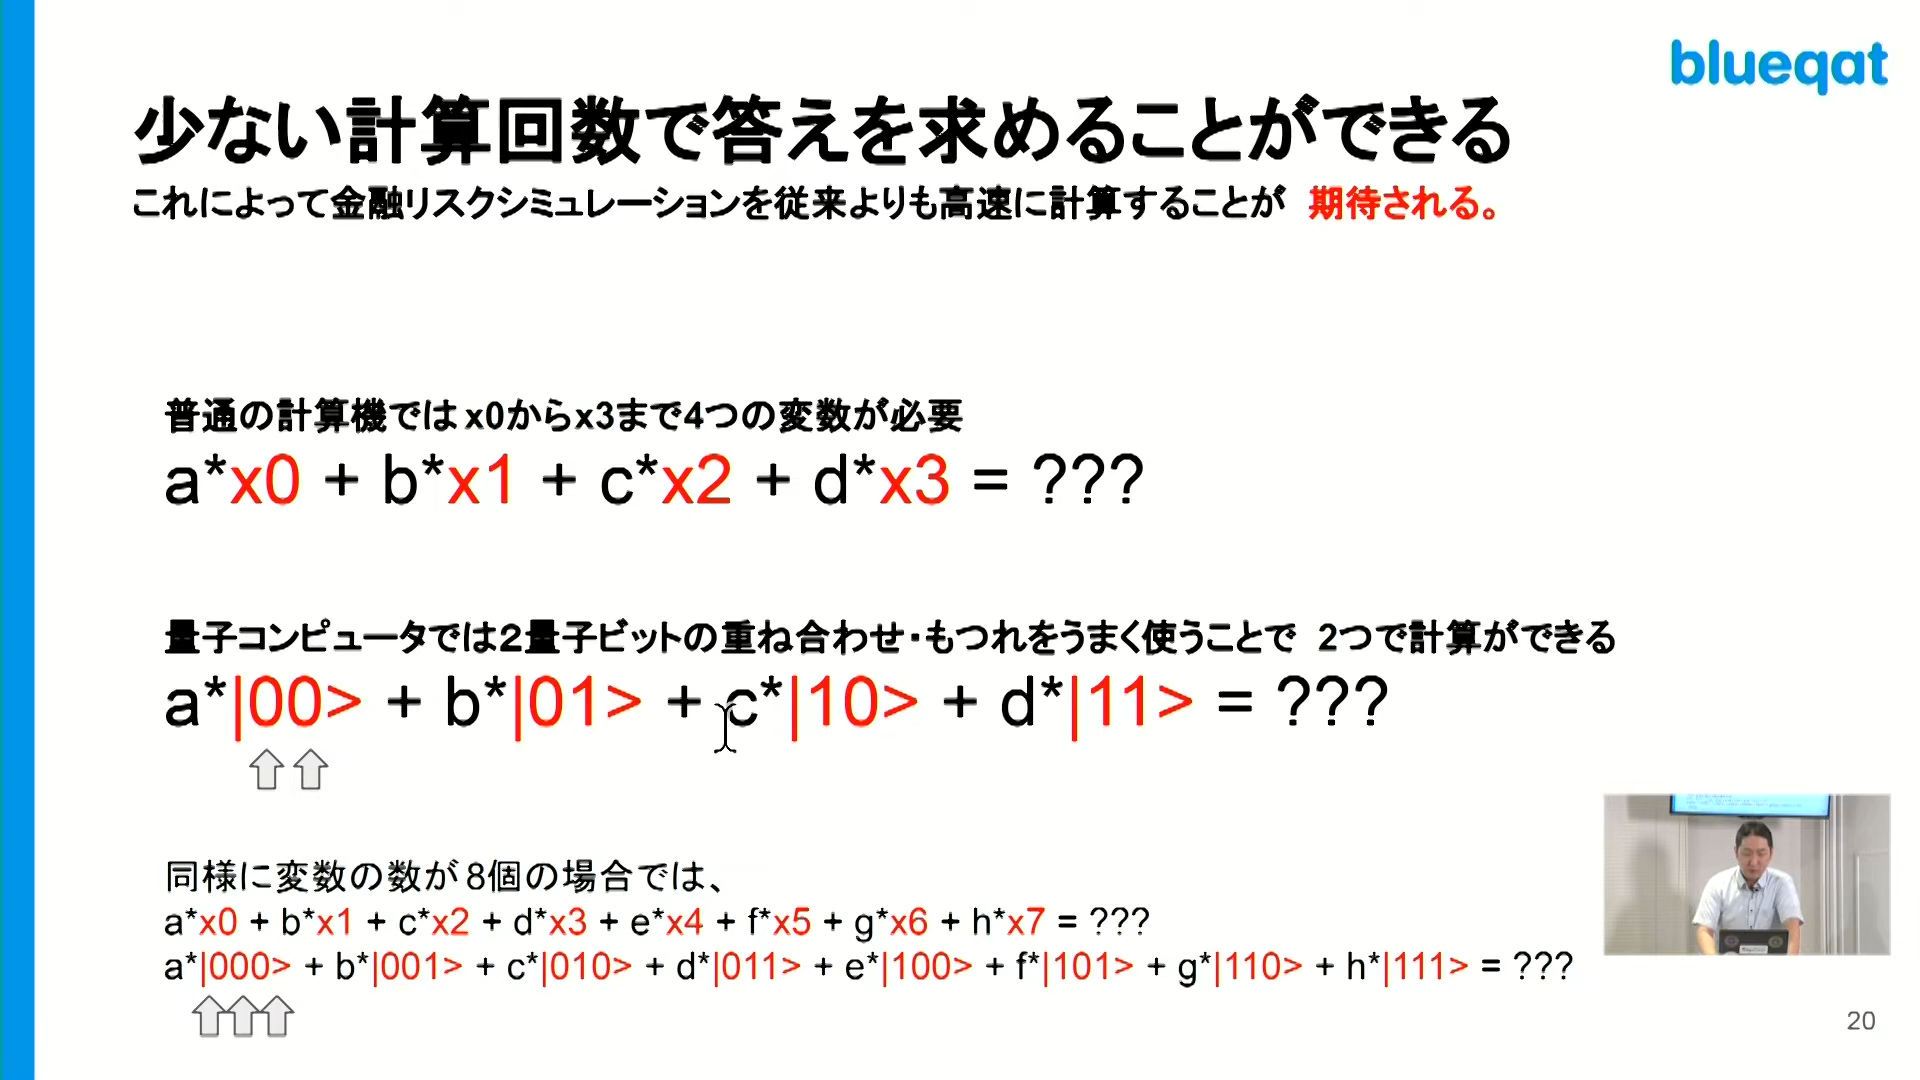 blueqat
少ない計算回数で答えを求めることができる
これによって金融リスクシミュレーションを従来よりも高速に計算することが 期待される。
普通の計算機では x0からx3まで4つの変数が必要
a*x0 + b*x1 + c*x2 + d*x3 = ???
量子コンピュータでは２量子ビットの重ね合わせ・もつれをうまく使うことで 2つで計算ができる
a*|00> + b*|01> + c*|10> + d*|11> = ???
同様に変数の数が 8個の場合では、
a*x0 + b*x1 + c*x2 + d*x3 + e*x4 + f*x5 + g*x6 + h*x7 = ???
a*|000> + b*|001> + c*|010> + d*|011> + e*|100> + f*|101> + g*|110> + h*|111> = ???
20